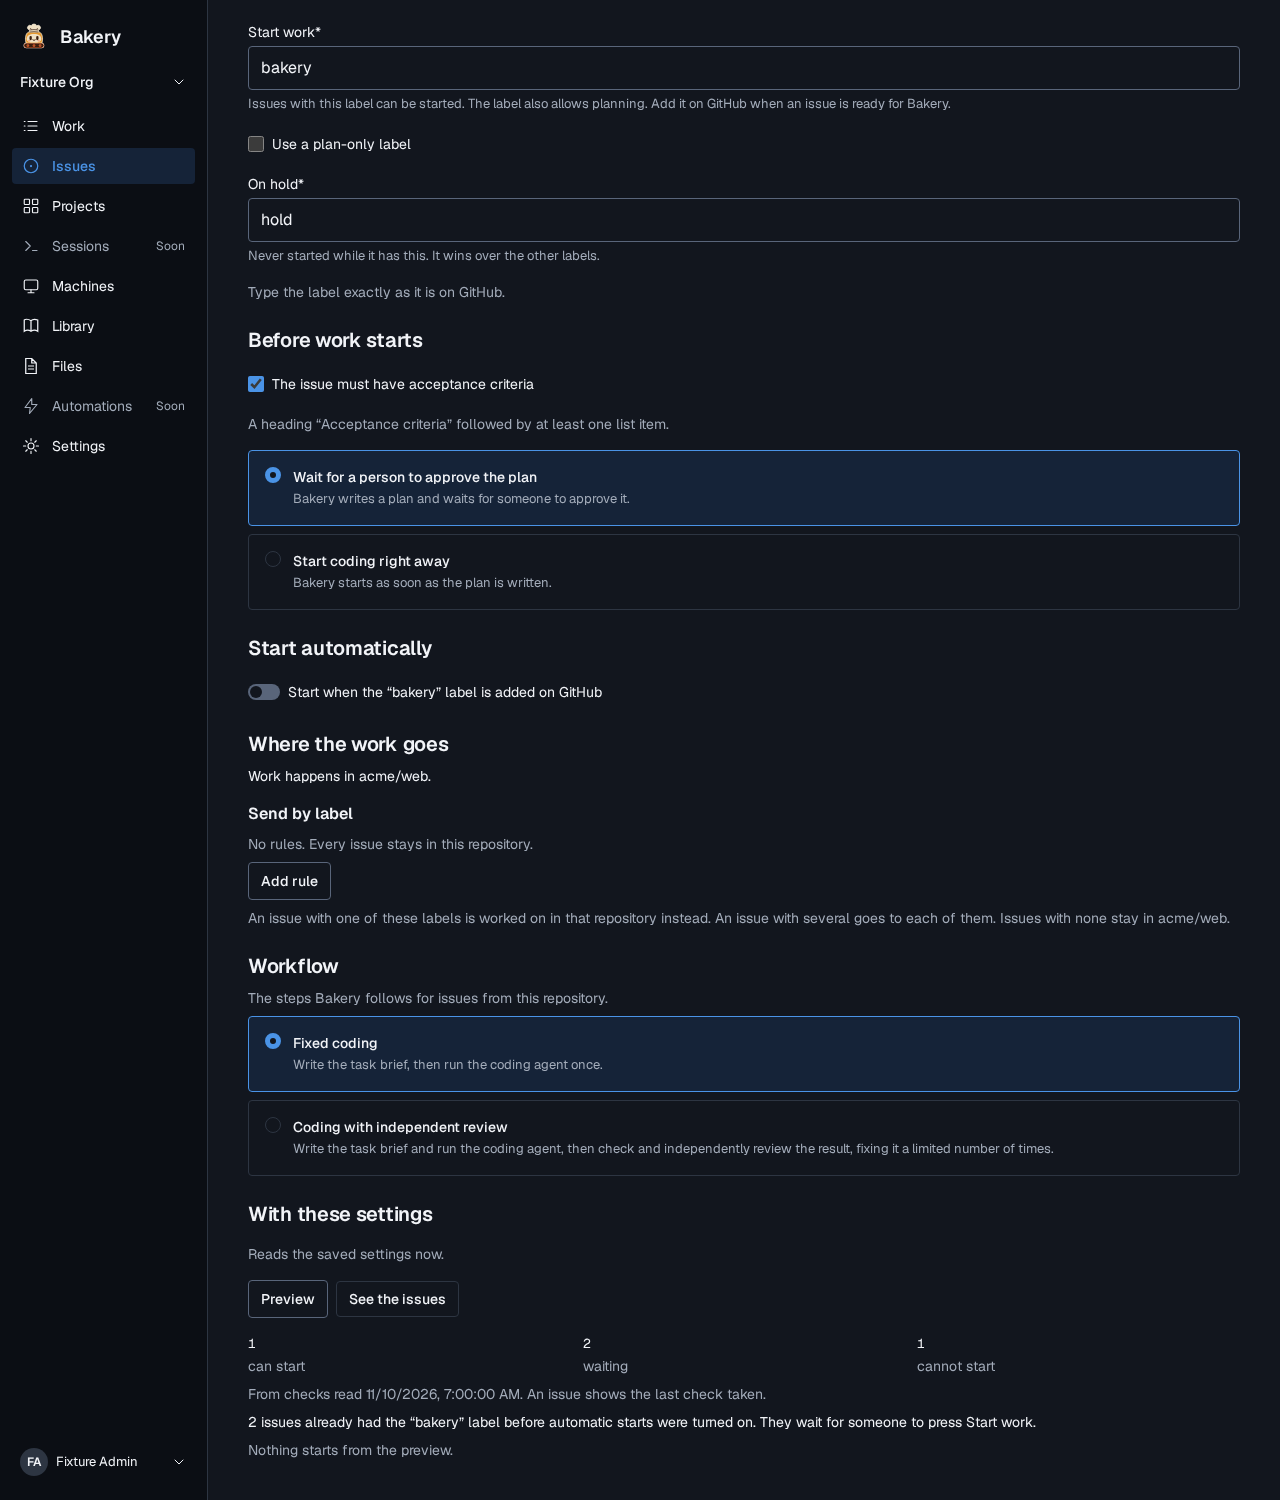 Bakery
Fixture Org
Work
Issues
Projects
Sessions Soon
Machines
Library
Files
Automations Soon
Settings
FA Fixture Admin
Start work*
bakery
Issues with this label can be started. The label also allows planning. Add it on GitHub when an issue is ready for Bakery.
Use a plan-only label
On hold*
hold
Never started while it has this. It wins over the other labels.
Type the label exactly as it is on GitHub.
Before work starts
The issue must have acceptance criteria
A heading “Acceptance criteria” followed by at least one list item.
Wait for a person to approve the plan
Bakery writes a plan and waits for someone to approve it.
Start coding right away
Bakery starts as soon as the plan is written.
Start automatically
Start when the “bakery” label is added on GitHub
Where the work goes
Work happens in acme/web.
Send by label
No rules. Every issue stays in this repository.
Add rule
An issue with one of these labels is worked on in that repository instead. An issue with several goes to each of them. Issues with none stay in acme/web.
Workflow
The steps Bakery follows for issues from this repository.
Fixed coding
Write the task brief, then run the coding agent once.
Coding with independent review
Write the task brief and run the coding agent, then check and independently review the result, fixing it a limited number of times.
With these settings
Reads the saved settings now.
Preview See the issues
1 2 1
can start waiting cannot start
From checks read 11/10/2026, 7:00:00 AM. An issue shows the last check taken.
2 issues already had the “bakery” label before automatic starts were turned on. They wait for someone to press Start work.
Nothing starts from the preview.